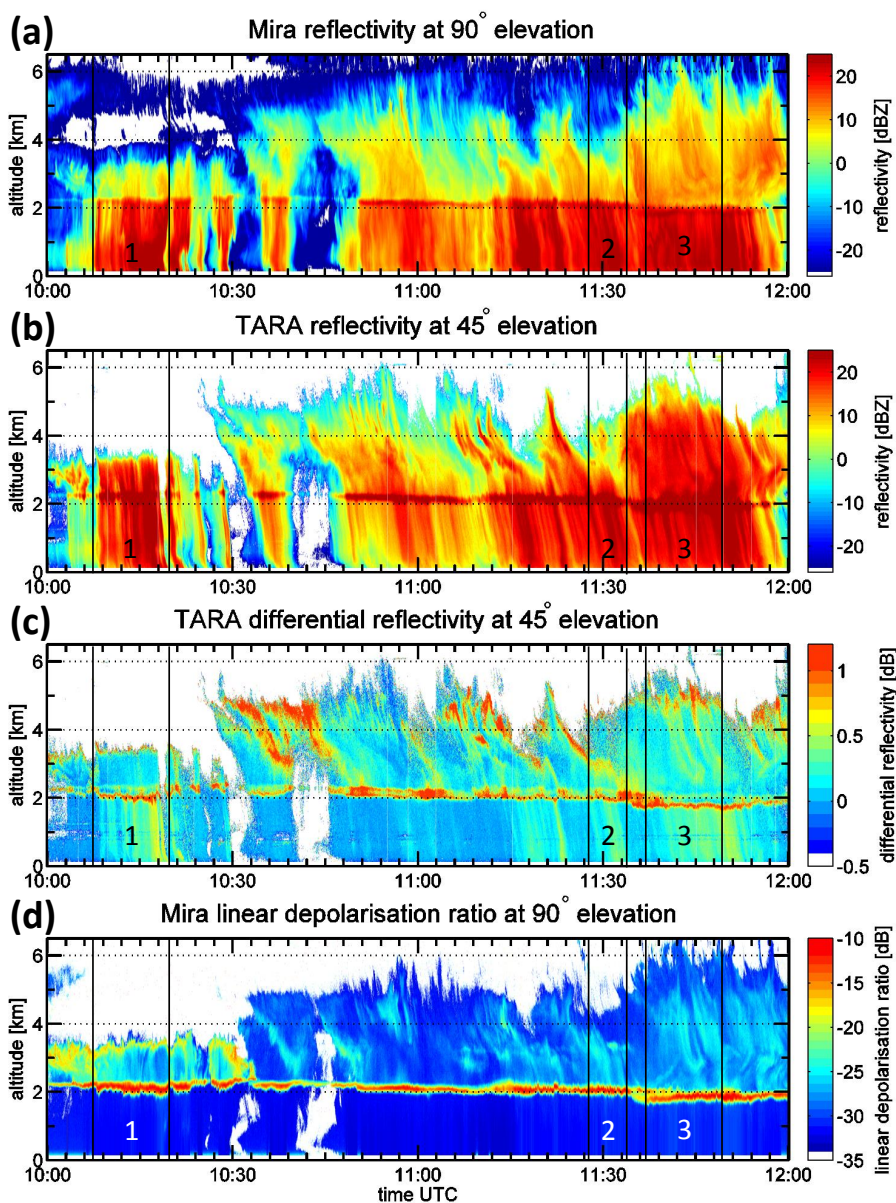 (a)
Mira reflectivity at 90° elevation
altitude [km]
6
4
2
0
1
2
3
10:00 10:30 11:00 11:30 12:00
20
10
0
-10
-20
reflectivity [dBZ]
(b)
TARA reflectivity at 45° elevation
altitude [km]
6
4
2
0
1
2
3
10:00 10:30 11:00 11:30 12:00
20
10
0
-10
-20
reflectivity [dBZ]
(c)
TARA differential reflectivity at 45° elevation
altitude [km]
6
4
2
0
1
2
3
10:00 10:30 11:00 11:30 12:00
1
0.5
0
-0.5
differential reflectivity [dB]
(d)
Mira linear depolarisation ratio at 90° elevation
altitude [km]
6
4
2
0
1
2
3
10:00 10:30 11:00 11:30 12:00
time UTC
-10
-15
-20
-25
-30
-35
linear depolarisation ratio [dB]